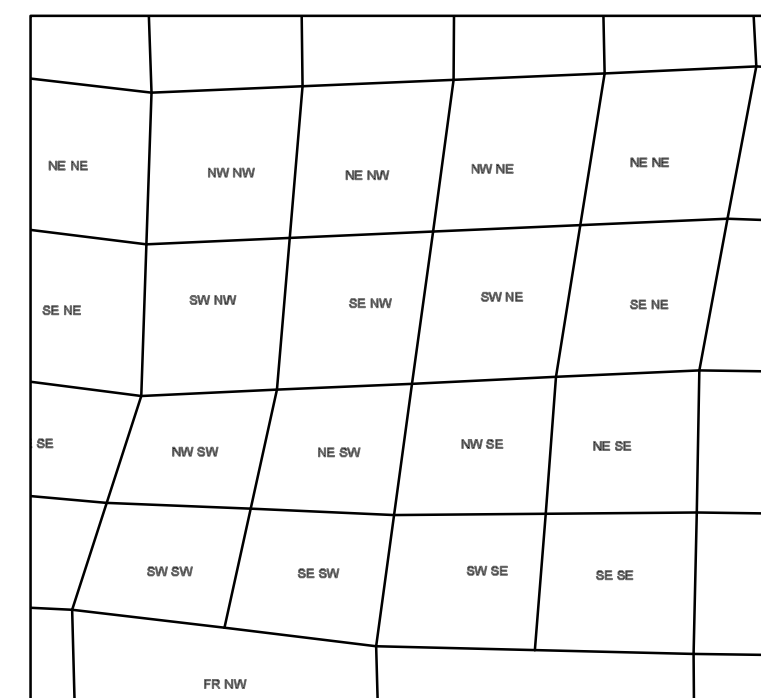 NE NE
NW NW
NE NW
NW NE
NE NE
SE NE
SW NW
SE NW
SW NE
SE NE
SE
NW SW
NE SW
NW SE
NE SE
SW SW
SE SW
SW SE
SE SE
FR NW